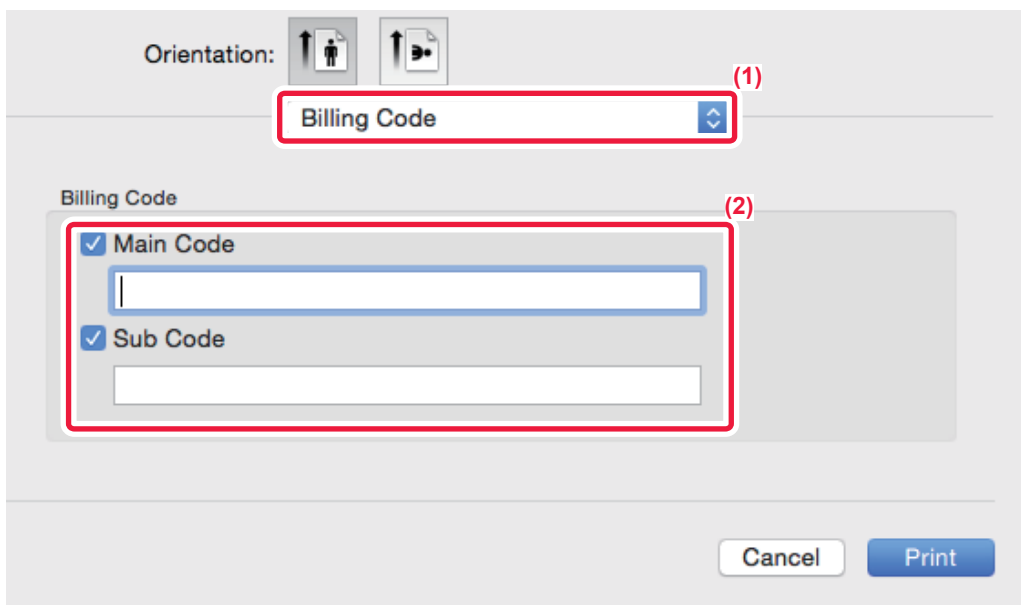 Orientation:
(1)
Billing Code
Billing Code
(2)
Main Code
Sub Code
Cancel Print